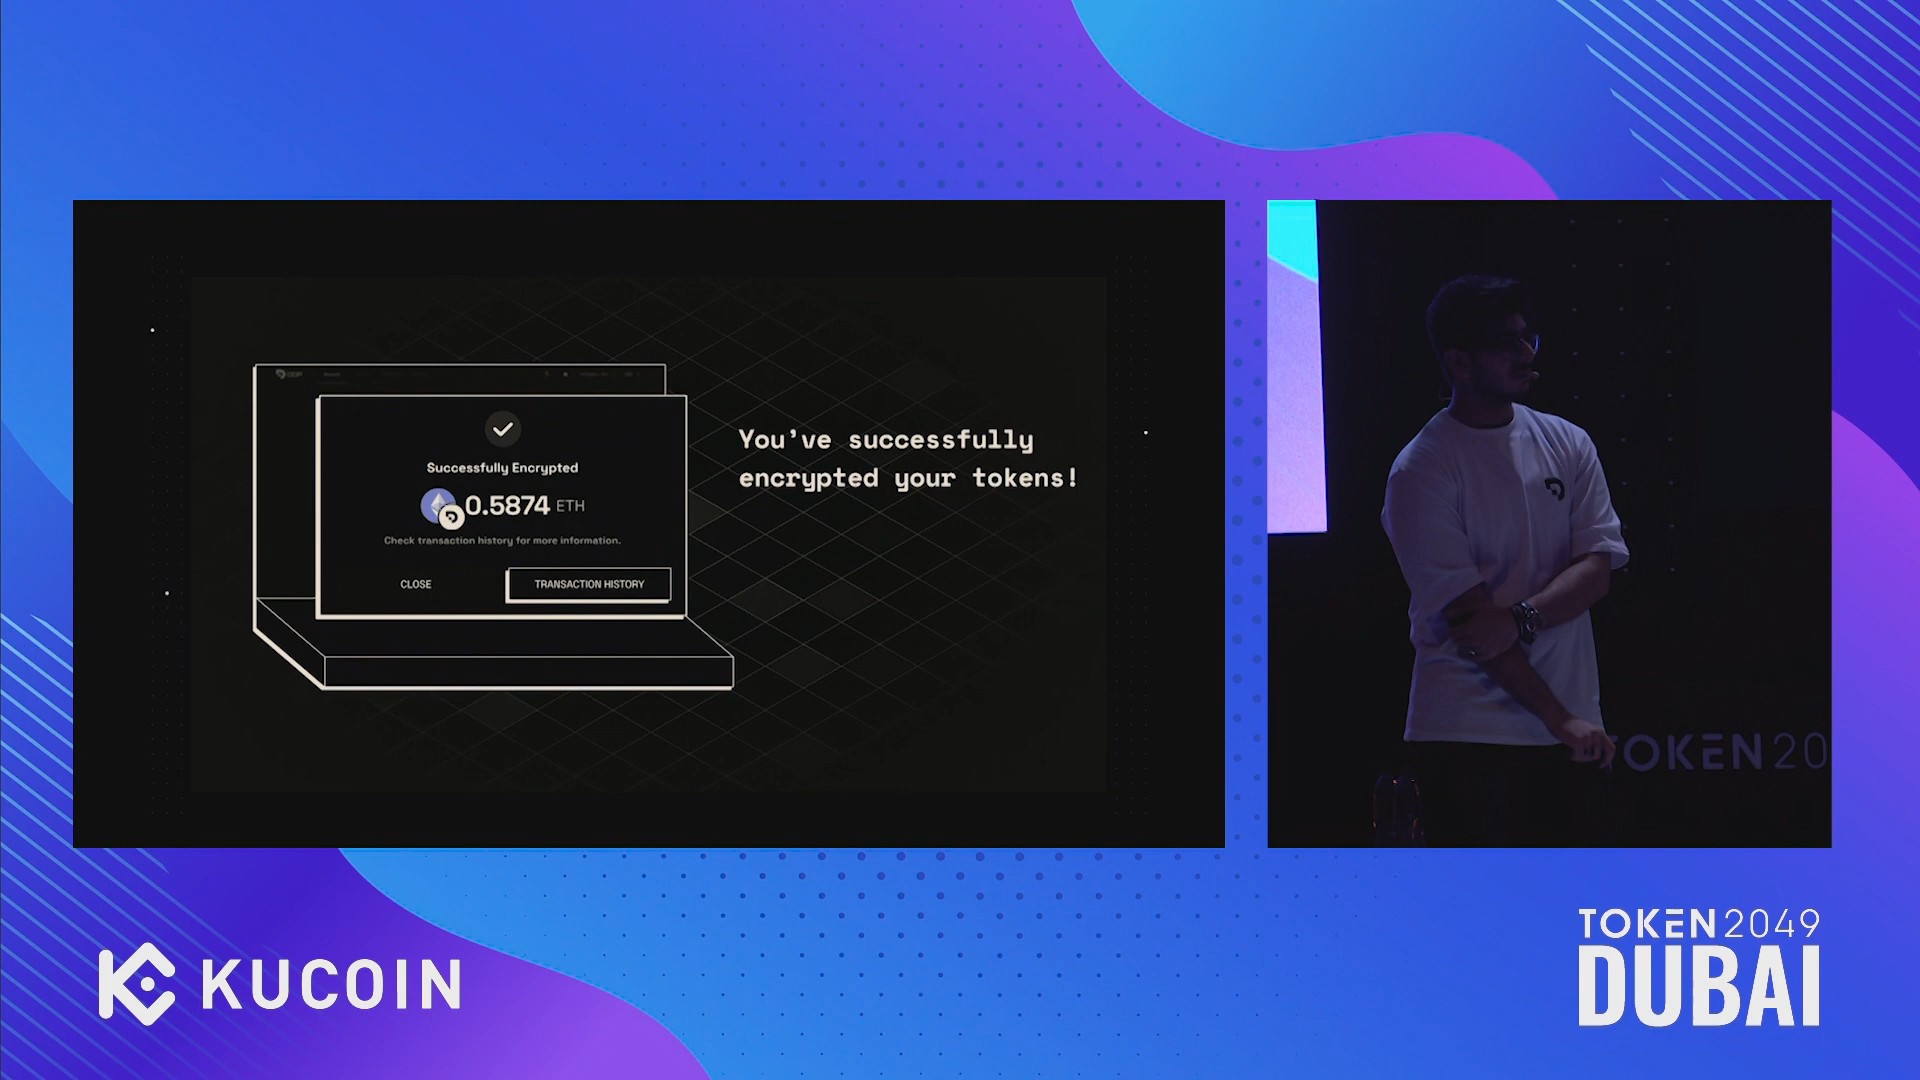 Successfully Encrypted
0.5874 ETH
Check transaction history for more information.
CLOSE
TRANSACTION HISTORY
You've successfully
encrypted your tokens!
TOKEN20
KUCOIN
TOKEN2049
DUBAI